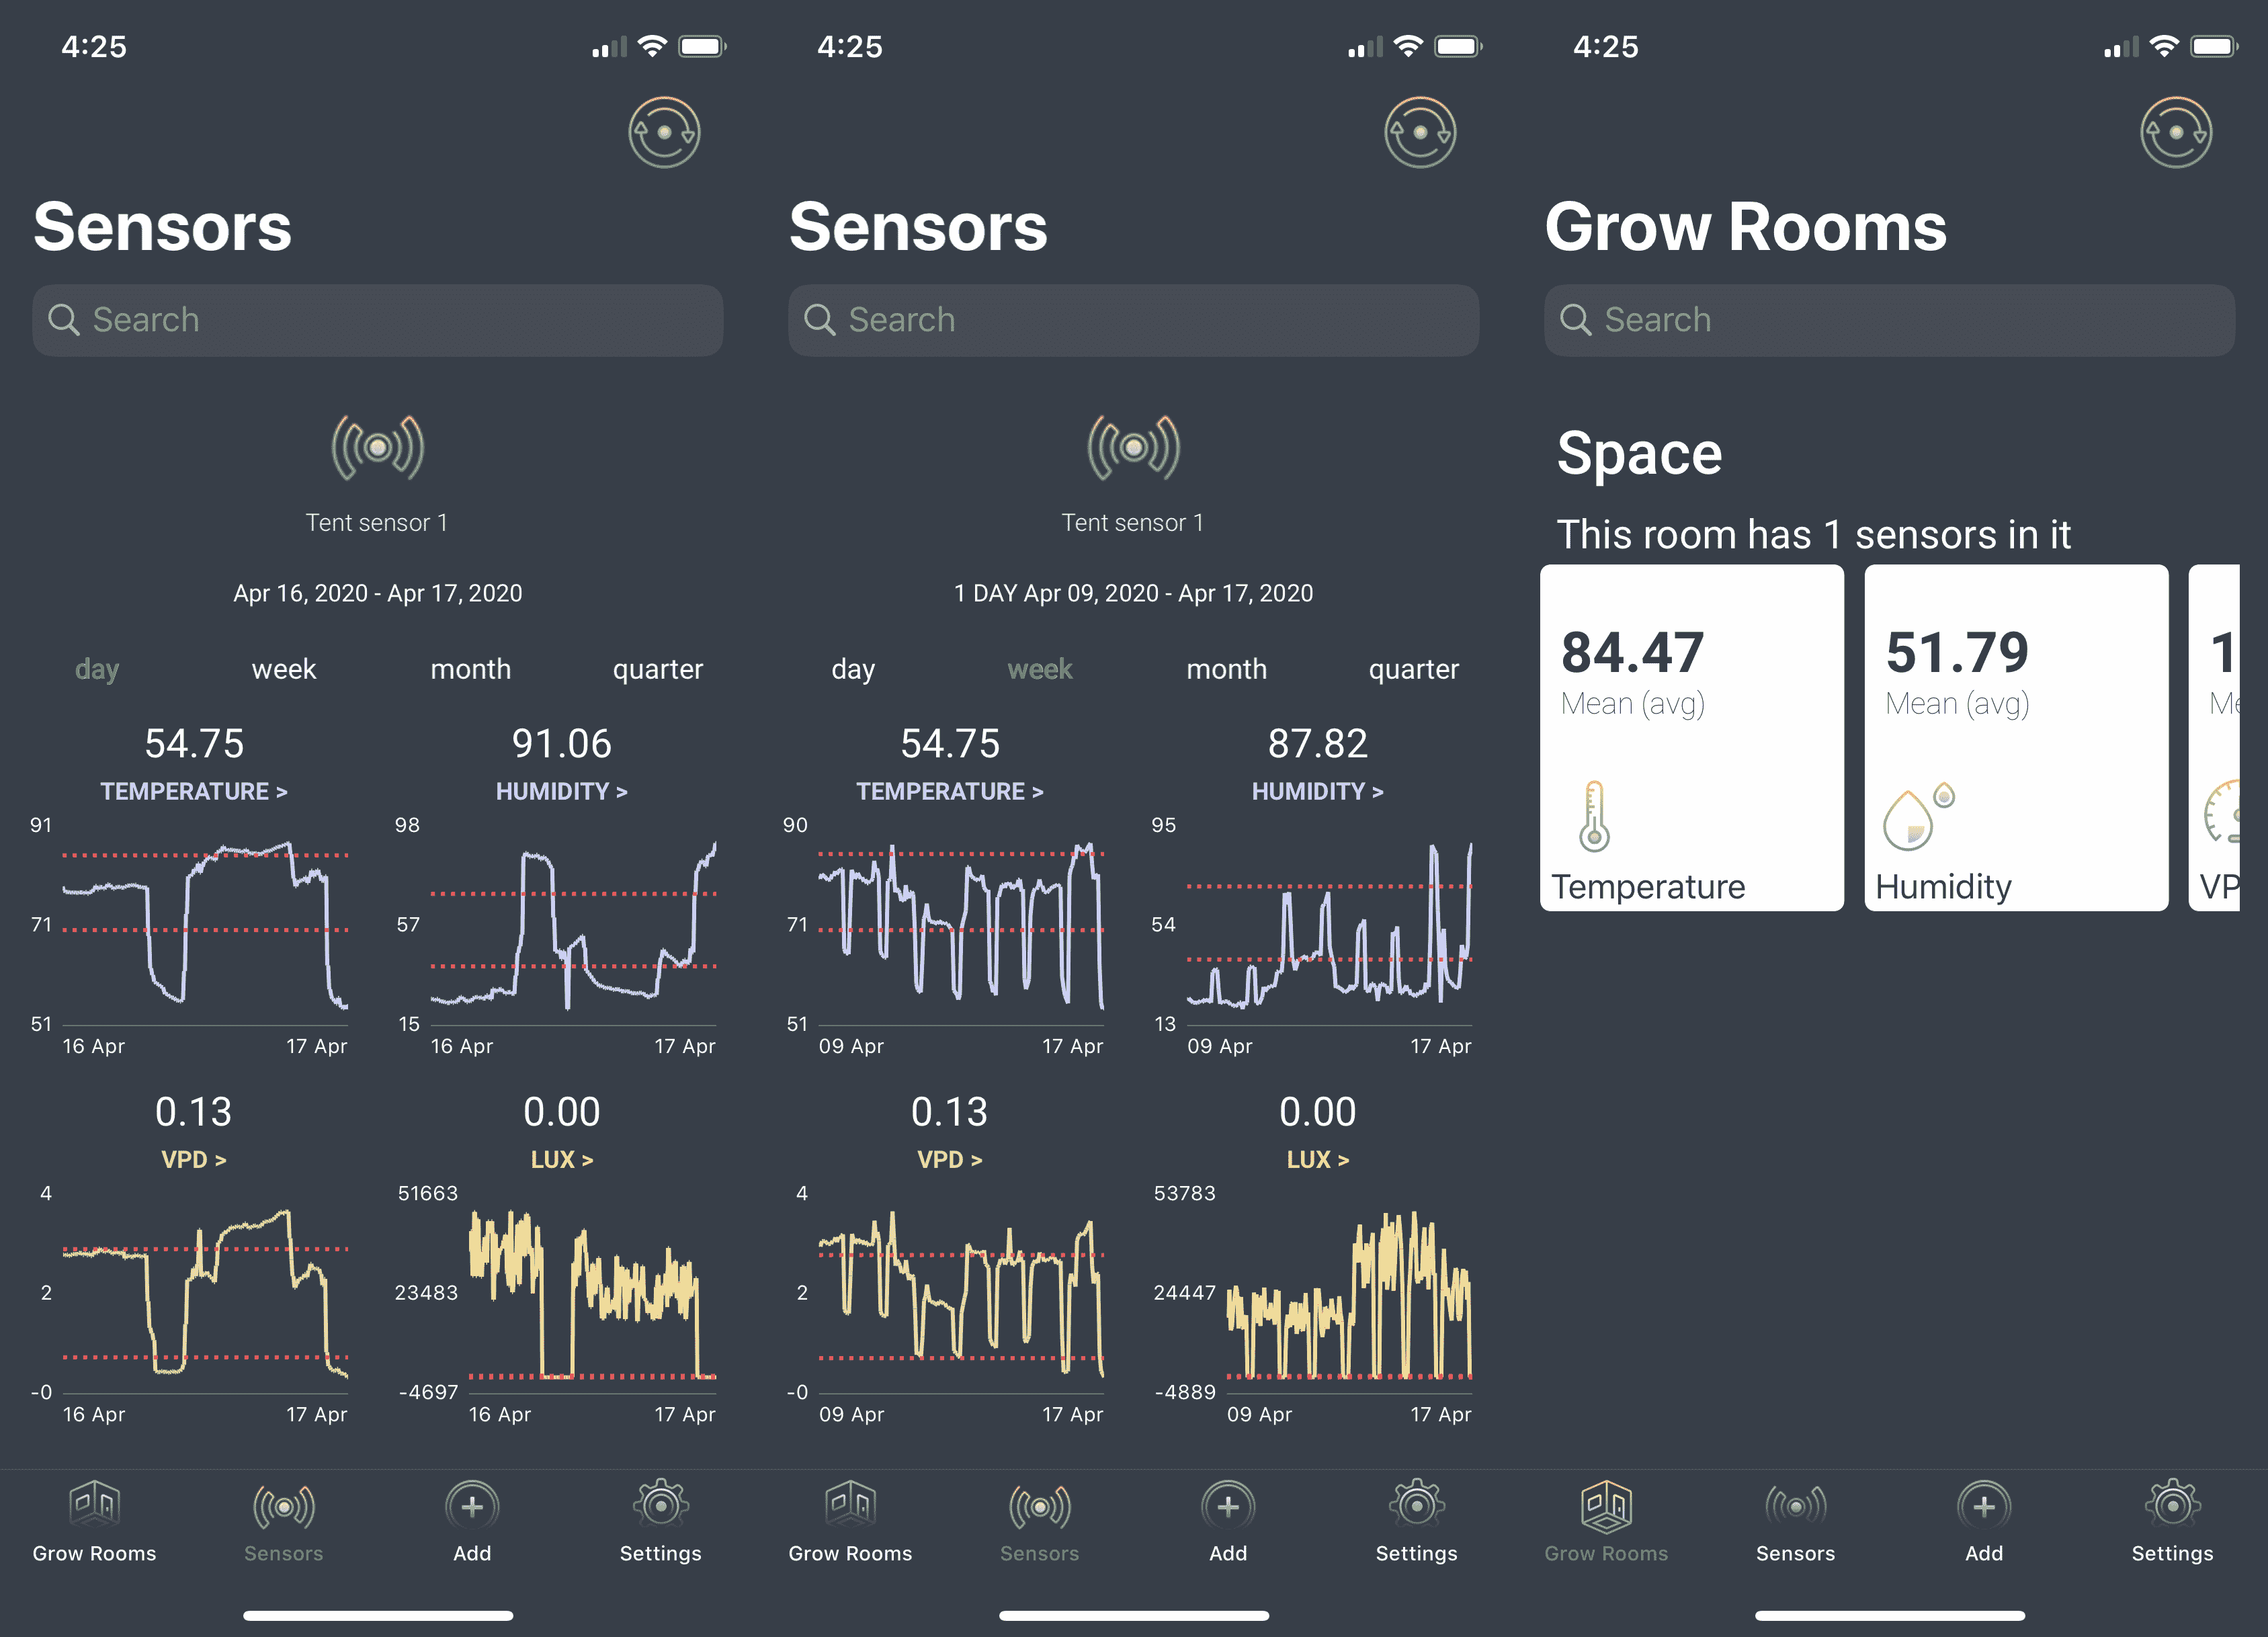 4:25
Sensors
Search
Tent sensor 1
Apr 16, 2020 - Apr 17, 2020
day week month quarter
54.75 91.06
TEMPERATURE > HUMIDITY >
91 98
71 57
51 15
16 Apr 17 Apr 16 Apr 17 Apr
0.13 0.00
VPD > LUX >
4 51663
2 23483
-0 -4697
16 Apr 17 Apr 16 Apr 17 Apr
Grow Rooms Sensors Add Settings
4:25
Sensors
Search
Tent sensor 1
1 DAY Apr 09, 2020 - Apr 17, 2020
day week month quarter
54.75 87.82
TEMPERATURE > HUMIDITY >
90 95
71 54
51 13
09 Apr 17 Apr 09 Apr 17 Apr
0.13 0.00
VPD > LUX >
4 53783
2 24447
-0 -4889
09 Apr 17 Apr 09 Apr 17 Apr
Grow Rooms Sensors Add Settings
4:25
Grow Rooms
Search
Space
This room has 1 sensors in it
84.47 51.79 1
Mean (avg) Mean (avg) Me
Temperature Humidity VP
Grow Rooms Sensors Add Settings